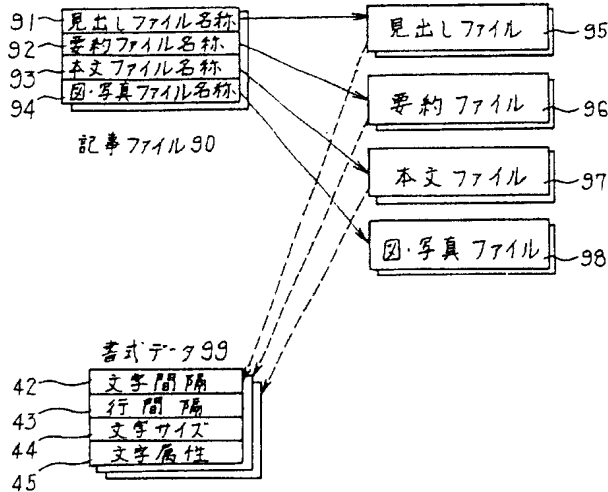 91 見出しファイル名称
92 要約ファイル名称
93 本文ファイル名称
94 図・写真ファイル名称
記事ファイル90
見出しファイル 95
要約ファイル 96
本文ファイル 97
図・写真ファイル 98
書式データ99
42 文字間隔
43 行間隔
44 文字サイズ
45 文字属性